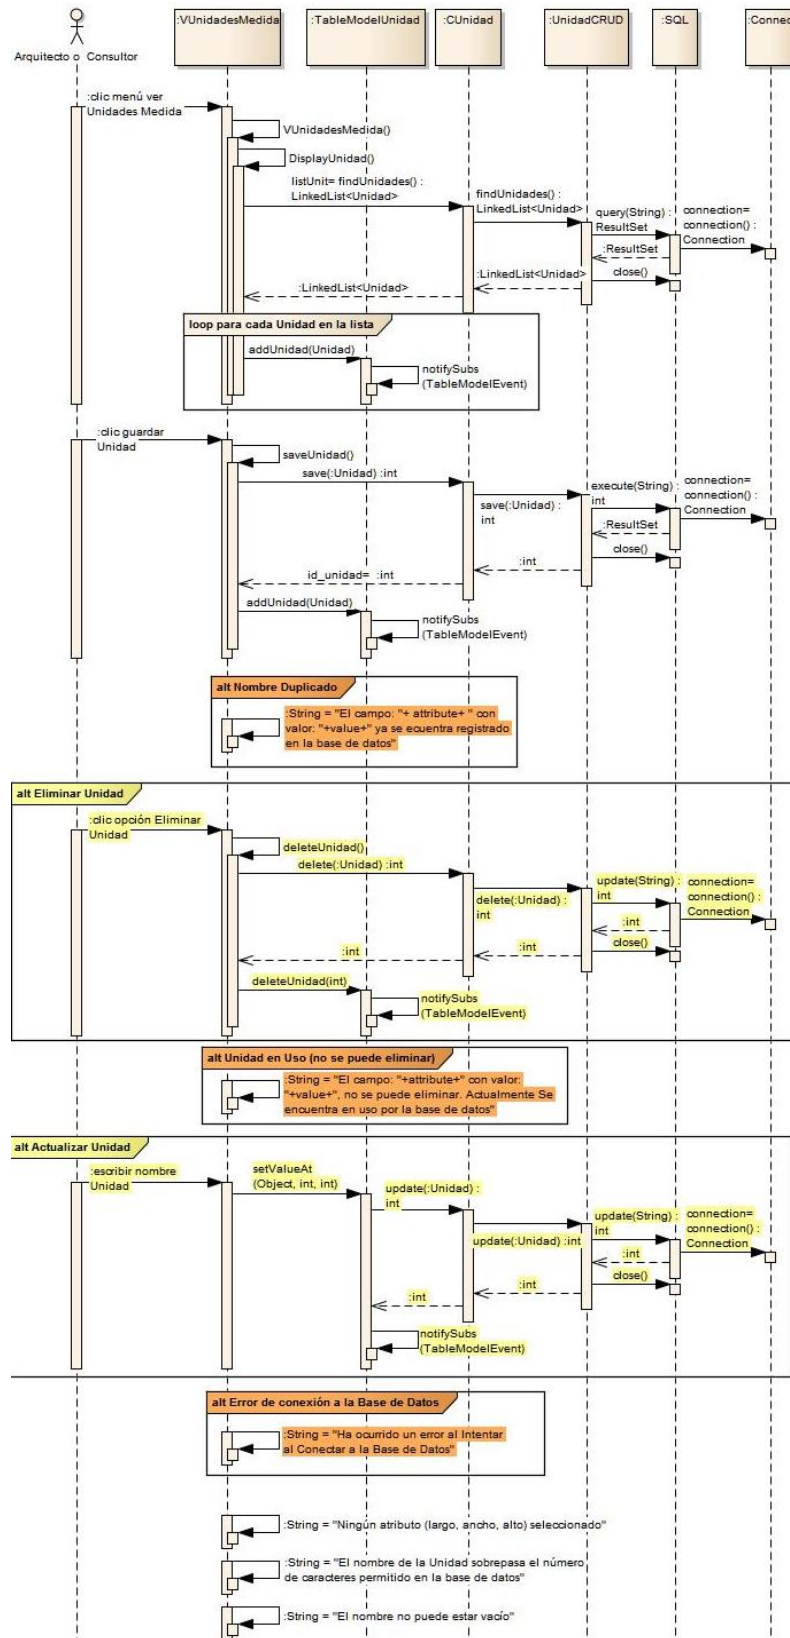 :VUnidadesMedida
:TableModelUnidad
:CUnidad
:UnidadCRUD
:SQL
:Connec
Arquitecto o Consultor
:clic menú ver
Unidades Medida
VUnidadesMedida()
DisplayUnidad()
listUnit= findUnidades() :
LinkedList<Unidad>
findUnidades() :
LinkedList<Unidad>
query(String) :
ResultSet
connection=
connection() :
Connection
:ResultSet
close()
:LinkedList<Unidad>
:LinkedList<Unidad>
loop para cada Unidad en la lista
addUnidad(Unidad)
notifySubs
(TableModelEvent)
:clic guardar
Unidad
saveUnidad()
save(:Unidad) :int
save(:Unidad) :
int
execute(String) :
int
connection=
connection() :
Connection
:ResultSet
close()
:int
id_unidad= :int
addUnidad(Unidad)
notifySubs
(TableModelEvent)
alt Nombre Duplicado
:String = "El campo: "+ attribute+ " con
valor: "+value+" ya se ecuentra registrado
en la base de datos"
alt Eliminar Unidad
:clic opción Eliminar
Unidad
deleteUnidad()
delete(:Unidad) :int
delete(:Unidad) :
int
update(String) :
int
connection=
connection() :
Connection
:int
close()
:int
:int
deleteUnidad(int)
notifySubs
(TableModelEvent)
alt Unidad en Uso (no se puede eliminar)
:String = "El campo: "+attribute+" con valor:
"+value+", no se puede eliminar. Actualmente Se
encuentra en uso por la base de datos"
alt Actualizar Unidad
:escribir nombre
Unidad
setValueAt
(Object, int, int)
update(:Unidad) :
int
update(:Unidad) :int
update(String) :
int
connection=
connection() :
Connection
:int
close()
:int
:int
notifySubs
(TableModelEvent)
alt Error de conexión a la Base de Datos
:String = "Ha ocurrido un error al Intentar
al Conectar a la Base de Datos"
:String = "Ningún atributo (largo, ancho, alto) seleccionado"
:String = "El nombre de la Unidad sobrepasa el número
de caracteres permitido en la base de datos"
:String = "El nombre no puede estar vacío"